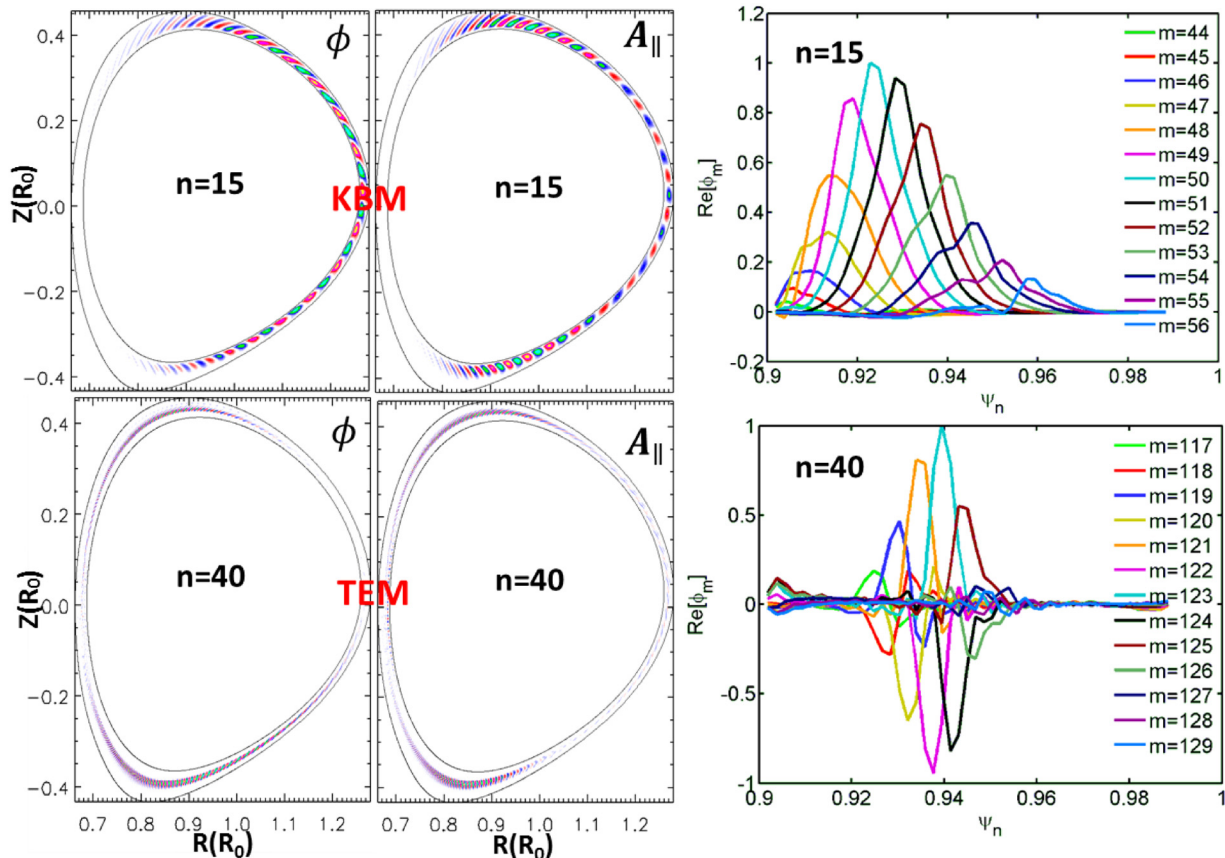 ϕ
A∥
n=15
n=15
KBM
Z(R₀)
0.4
0.2
0.0
−0.2
−0.4
n=15
Re[ϕm]
1.2
1
0.8
0.6
0.4
0.2
0
-0.2
0.9
0.92
0.94
0.96
0.98
1
Ψn
m=44
m=45
m=46
m=47
m=48
m=49
m=50
m=51
m=52
m=53
m=54
m=55
m=56
ϕ
A∥
n=40
n=40
TEM
Z(R₀)
0.4
0.2
0.0
−0.2
−0.4
0.7 0.8 0.9 1.0 1.1 1.2
R(R₀)
0.7 0.8 0.9 1.0 1.1 1.2
R(R₀)
n=40
Re[ϕm]
1
0.5
0
-0.5
-1
0.9
0.92
0.94
0.96
0.98
1
Ψn
m=117
m=118
m=119
m=120
m=121
m=122
m=123
m=124
m=125
m=126
m=127
m=128
m=129